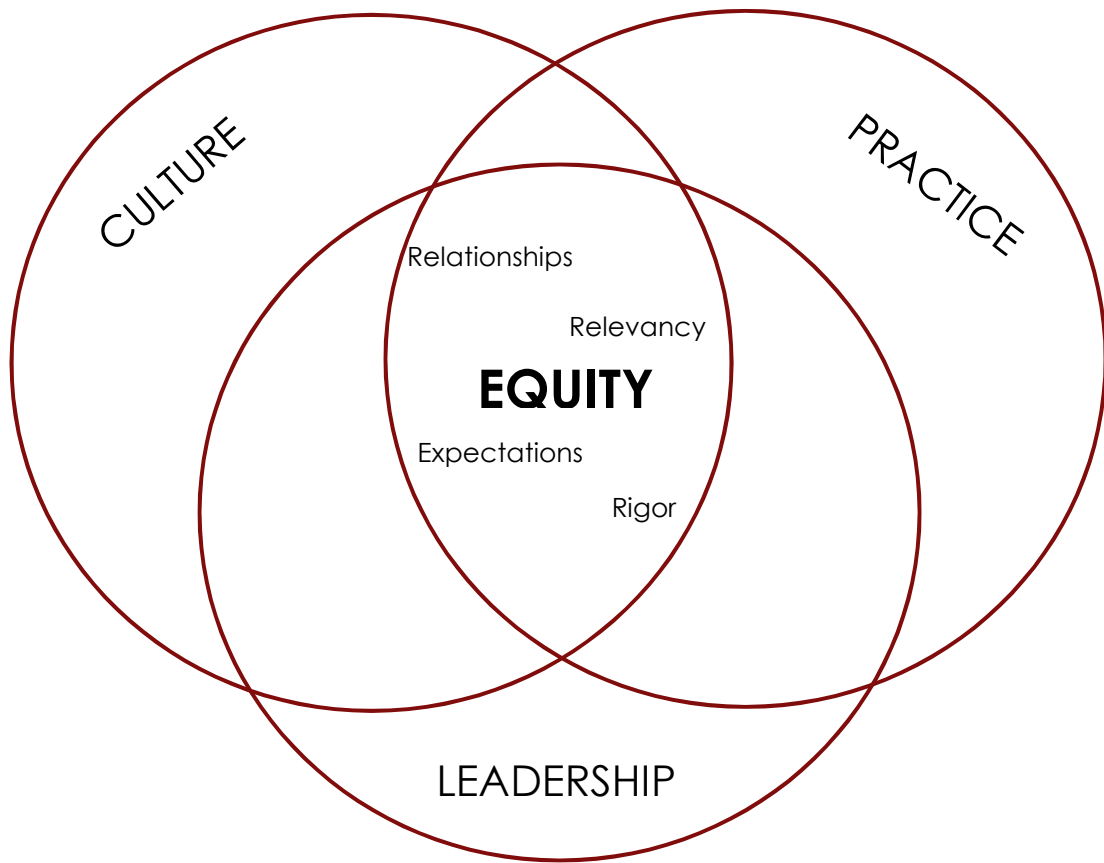 CULTURE
PRACTICE
Relationships
Relevancy
EQUITY
Expectations
Rigor
LEADERSHIP